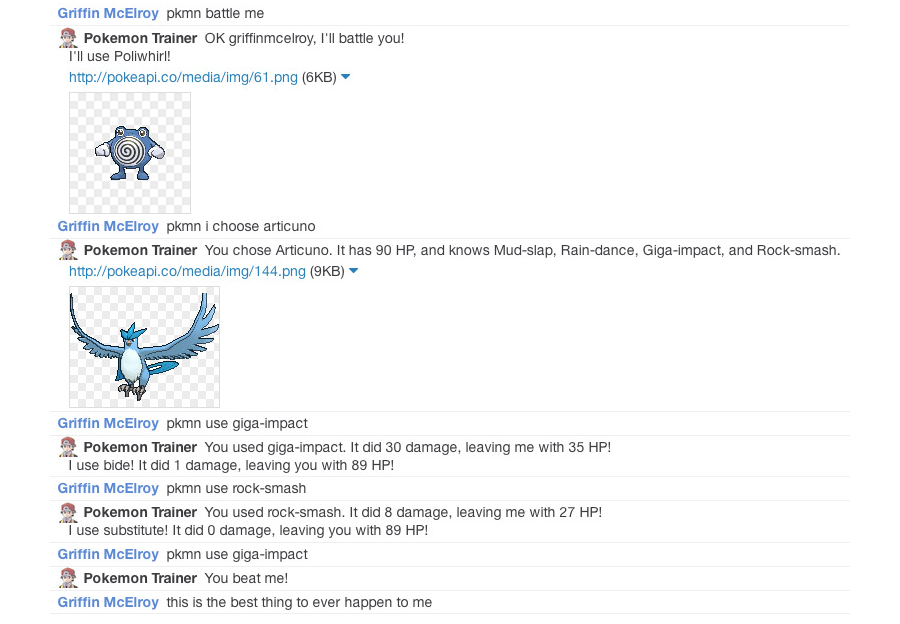 Griffin McElroy pkmn battle me
Pokemon Trainer OK griffinmcelroy, I'll battle you!
I'll use Poliwhirl!
http://pokeapi.co/media/img/61.png (6KB)
Griffin McElroy pkmn i choose articuno
Pokemon Trainer You chose Articuno. It has 90 HP, and knows Mud-slap, Rain-dance, Giga-impact, and Rock-smash.
http://pokeapi.co/media/img/144.png (9KB)
Griffin McElroy pkmn use giga-impact
Pokemon Trainer You used giga-impact. It did 30 damage, leaving me with 35 HP!
I use bide! It did 1 damage, leaving you with 89 HP!
Griffin McElroy pkmn use rock-smash
Pokemon Trainer You used rock-smash. It did 8 damage, leaving me with 27 HP!
I use substitute! It did 0 damage, leaving you with 89 HP!
Griffin McElroy pkmn use giga-impact
Pokemon Trainer You beat me!
Griffin McElroy this is the best thing to ever happen to me